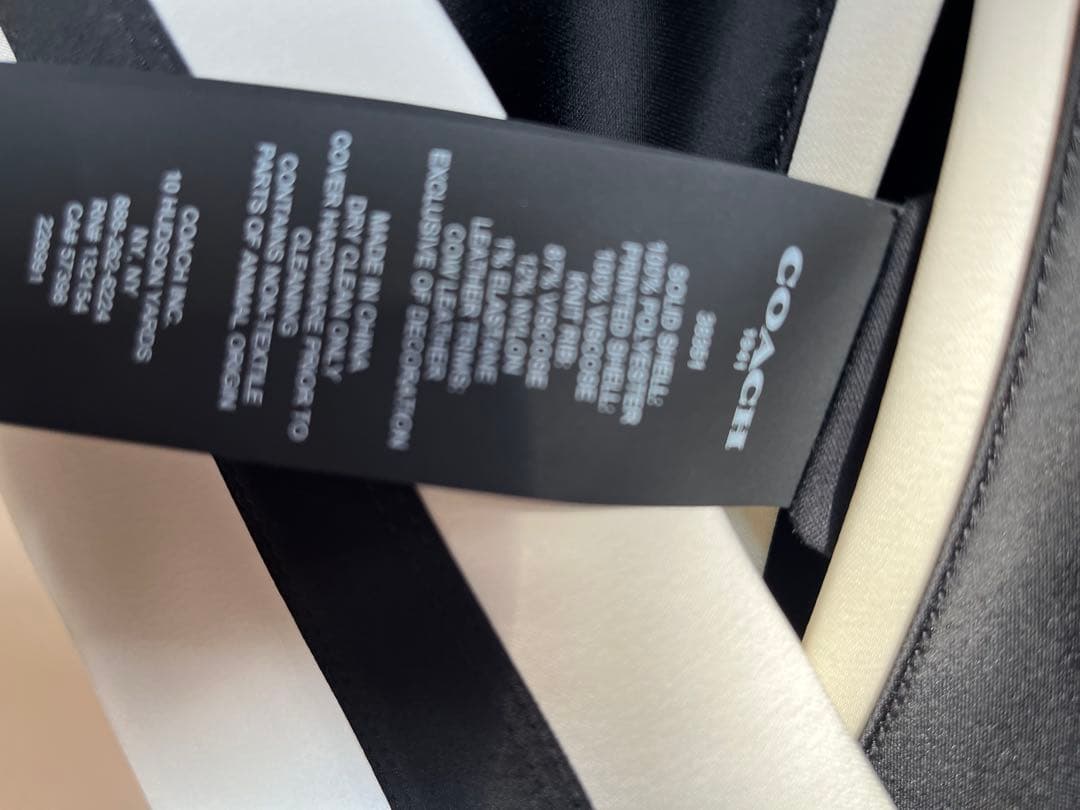 COACH
1941
SOLID SHELL:
100% POLYESTER
PRINTED SHELL:
100% VISCOSE
KNIT RIB:
87% VISCOSE
12% NYLON
1% ELASTANE
LEATHER TRIMS:
COW LEATHER
EXCLUSIVE OF DECORATION
MADE IN CHINA
DRY CLEAN ONLY
COVER HARDWARE PRIOR TO
CLEANING
CONTAINS NON-TEXTILE
PARTS OF ANIMAL ORIGIN
COACH INC.
10 HUDSON YARDS
NY, NY
888-262-6224
RN# 132154
CA# 57398